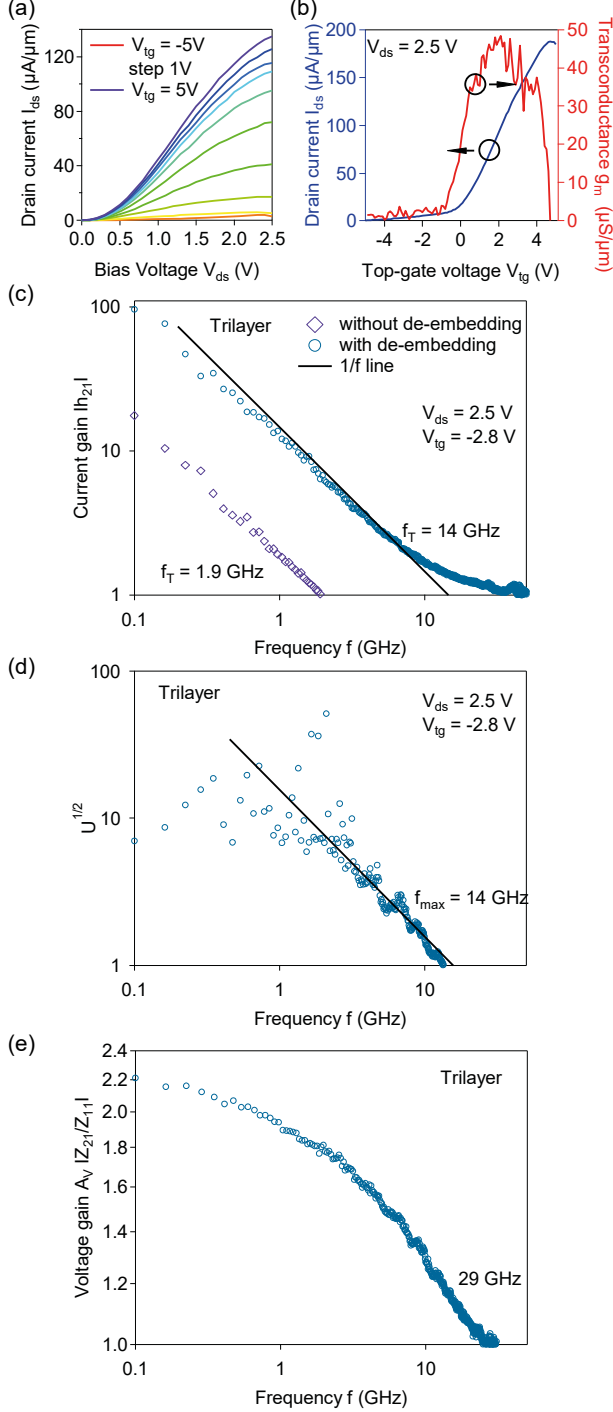 (a)
Drain current I_ds (µA/µm)
120
80
40
0
V_tg = -5V
step 1V
V_tg = 5V
0.0 0.5 1.0 1.5 2.0 2.5
Bias Voltage V_ds (V)
(b)
Drain current I_ds (µA/µm)
200
150
100
50
0
V_ds = 2.5 V
50
40
30
20
10
0
Transconductance g_m (µS/µm)
-4 -2 0 2 4
Top-gate voltage V_tg (V)
(c)
Current gain |h_21|
100
10
1
Trilayer
without de-embedding
with de-embedding
1/f line
V_ds = 2.5 V
V_tg = -2.8 V
f_T = 14 GHz
f_T = 1.9 GHz
0.1 1 10
Frequency f (GHz)
(d)
U^1/2
100
10
1
Trilayer
V_ds = 2.5 V
V_tg = -2.8 V
f_max = 14 GHz
0.1 1 10
Frequency f (GHz)
(e)
Voltage gain A_V |Z_21/Z_11|
2.4
2.2
2.0
1.8
1.6
1.4
1.2
1.0
Trilayer
29 GHz
0.1 1 10
Frequency f (GHz)